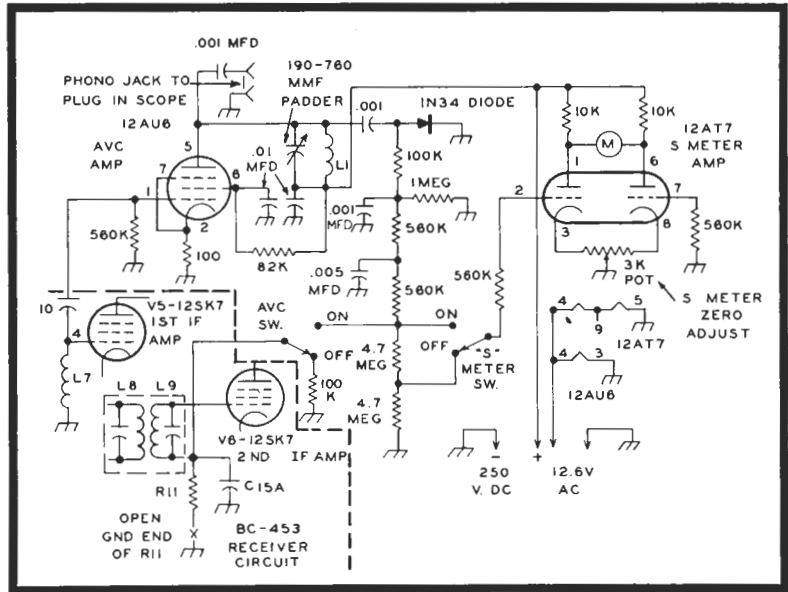 .001 MFD
PHONO JACK TO
PLUG IN SCOPE
190-760
MMF
PADDER
12AU6
AVC
AMP
.001
1N34 DIODE
10K
10K
12AT7
S METER
AMP
M
5
7
6
1
2
.01
MFD
L1
100K
1MEG
.001
MFD
560K
560K
100
82K
.005
MFD
560K
1
6
2
7
3
8
560K
560K
3K
POT
S METER
ZERO
ADJUST
10
V5-12SK7
1ST IF
AMP
4
L7
AVC
SW.
ON
OFF
100
K
ON
OFF
"S"
METER
SW.
4.7
MEG
4.7
MEG
4
5
9
12AT7
4
3
12AU6
L8
L9
V6-12SK7
2ND
IF AMP
R11
C15A
OPEN
GND END
OF R11
X
BC-453
RECEIVER
CIRCUIT
-
+
250
V. DC
12.6V
AC